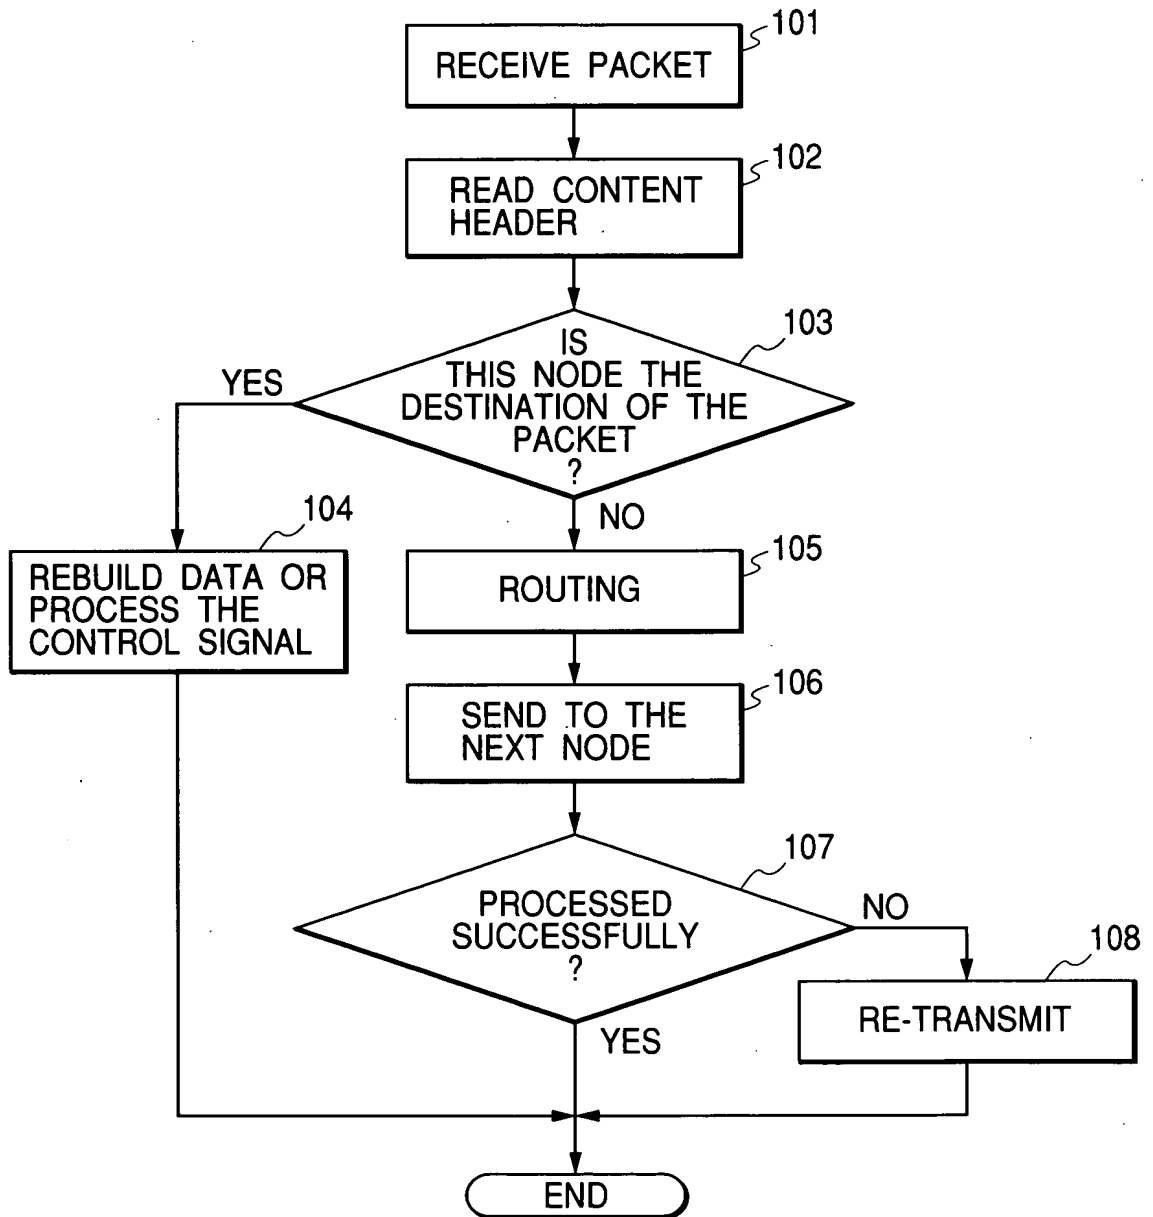 101
RECEIVE PACKET
102
READ CONTENT
HEADER
103
IS
THIS NODE THE
DESTINATION OF THE
PACKET
?
YES
NO
104
REBUILD DATA OR
PROCESS THE
CONTROL SIGNAL
105
ROUTING
106
SEND TO THE
NEXT NODE
107
PROCESSED
SUCCESSFULLY
?
NO
108
RE-TRANSMIT
YES
END